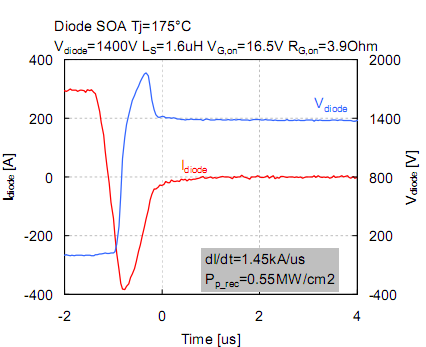 Diode SOA Tj=175°C
Vdiode=1400V LS=1.6uH VG,on=16.5V RG,on=3.9Ohm
400
200
0
-200
-400
Idiode [A]
2000
1400
800
200
-400
Vdiode [V]
Vdiode
Idiode
dI/dt=1.45kA/us
Pp_rec=0.55MW/cm2
-2
0
2
4
Time [us]